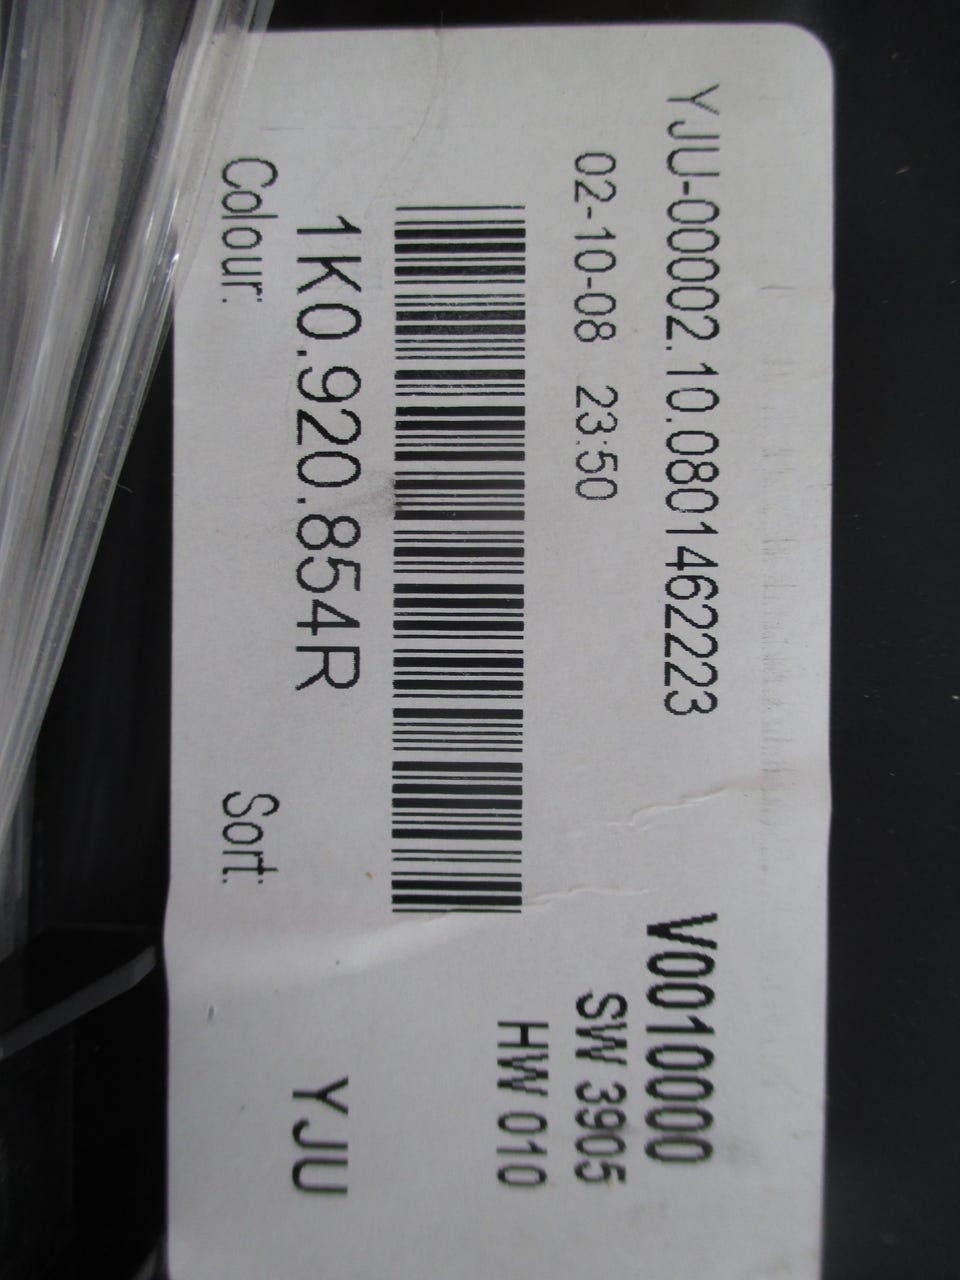 YJU-00002.10.0801462223
V0010000
02-10-08 23:50
SW 3905
HW 010
1K0.920.854R
YJU
Colour:
Sort: